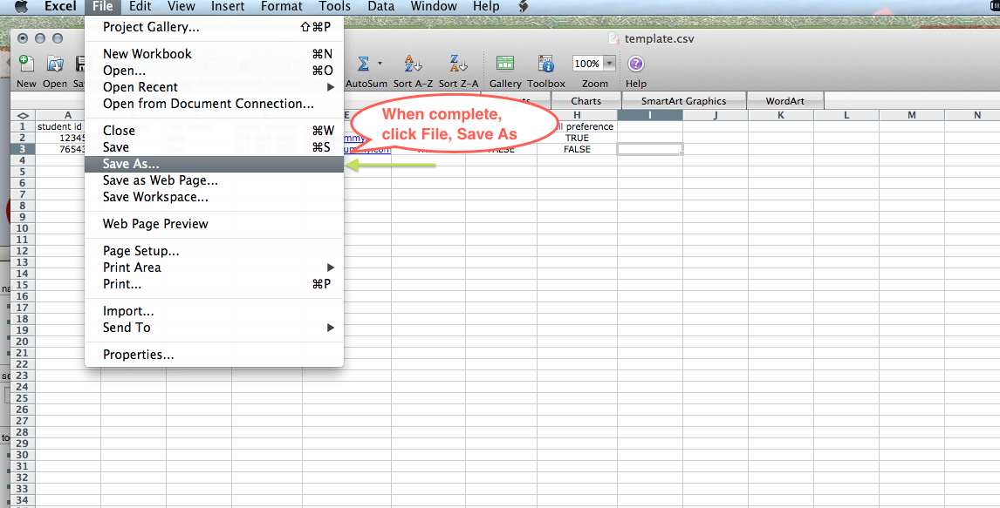 Excel File Edit View Insert Format Tools Data Window Help
template.csv
New Open AutoSum Sort A-Z Sort Z-A Gallery Toolbox Zoom Help
100%
Charts SmartArt Graphics WordArt
Project Gallery... ⇧⌘P
New Workbook ⌘N
Open... ⌘O
Open Recent
Open from Document Connection...
Close ⌘W
Save ⌘S
Save As...
Save as Web Page...
Save Workspace...
Web Page Preview
Page Setup...
Print Area
Print... ⌘P
Import...
Send To
Properties...
When complete,
click File, Save As
A E H I J K L M N
1 student id preference
2 12345 TRUE
3 76543 FALSE
4
5
6
7
8
9
10
11
12
13
14
15
16
17
18
19
20
21
22
23
24
25
26
27
28
29
30
31
32
33
34